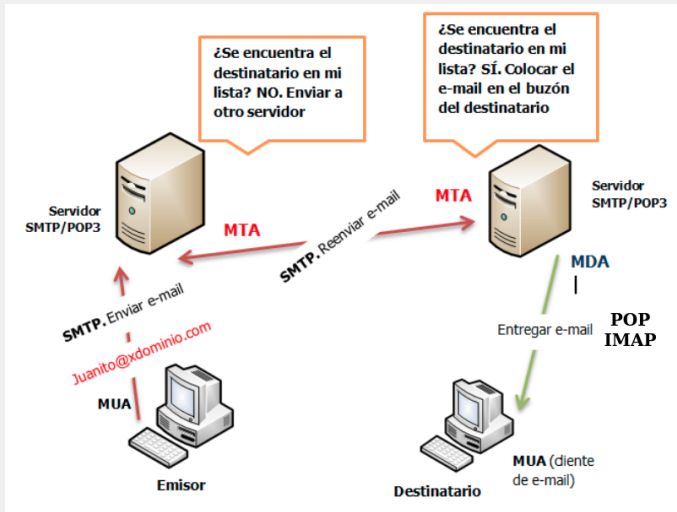 ¿Se encuentra el
destinatario en mi
lista? NO. Enviar a
otro servidor
¿Se encuentra el
destinatario en mi
lista? SÍ. Colocar el
e-mail en el buzón
del destinatario
Servidor
SMTP/POP3
MTA
SMTP. Reenviar e-mail
MTA
Servidor
SMTP/POP3
SMTP. Enviar e-mail
Juanito@xdominio.com
MUA
Emisor
MDA
Entregar e-mail
POP
IMAP
MUA (cliente
de e-mail)
Destinatario